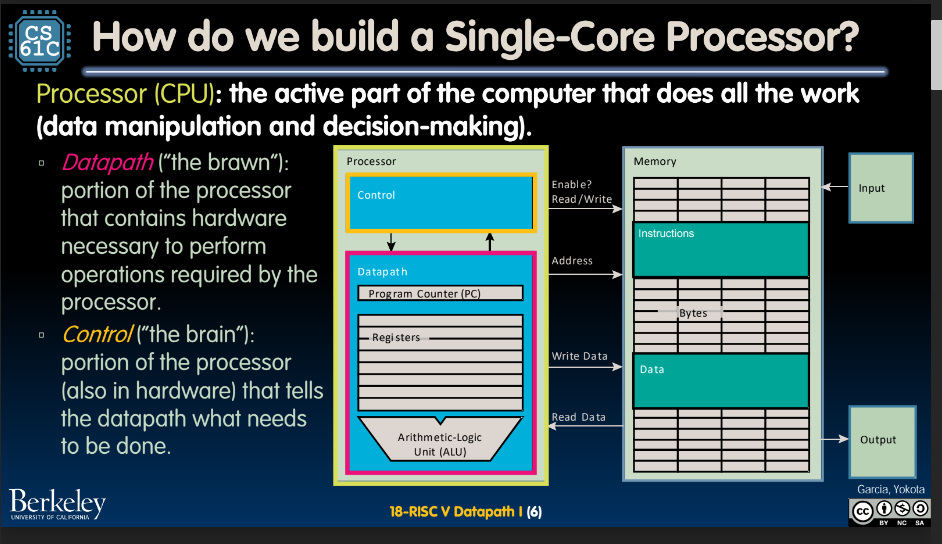 CS
61C
How do we build a Single-Core Processor?
Processor (CPU): the active part of the computer that does all the work
(data manipulation and decision-making).
▫ Datapath (“the brawn”):
portion of the processor
that contains hardware
necessary to perform
operations required by the
processor.
▫ Control (“the brain”):
portion of the processor
(also in hardware) that tells
the datapath what needs
to be done.
Processor
Control
Datapath
Program Counter (PC)
Registers
Arithmetic-Logic
Unit (ALU)
Enable?
Read/Write
Address
Write Data
Read Data
Memory
Instructions
Bytes
Data
Input
Output
Berkeley
UNIVERSITY OF CALIFORNIA
18-RISC V Datapath I (6)
Garcia, Yokota
cc
BY NC SA